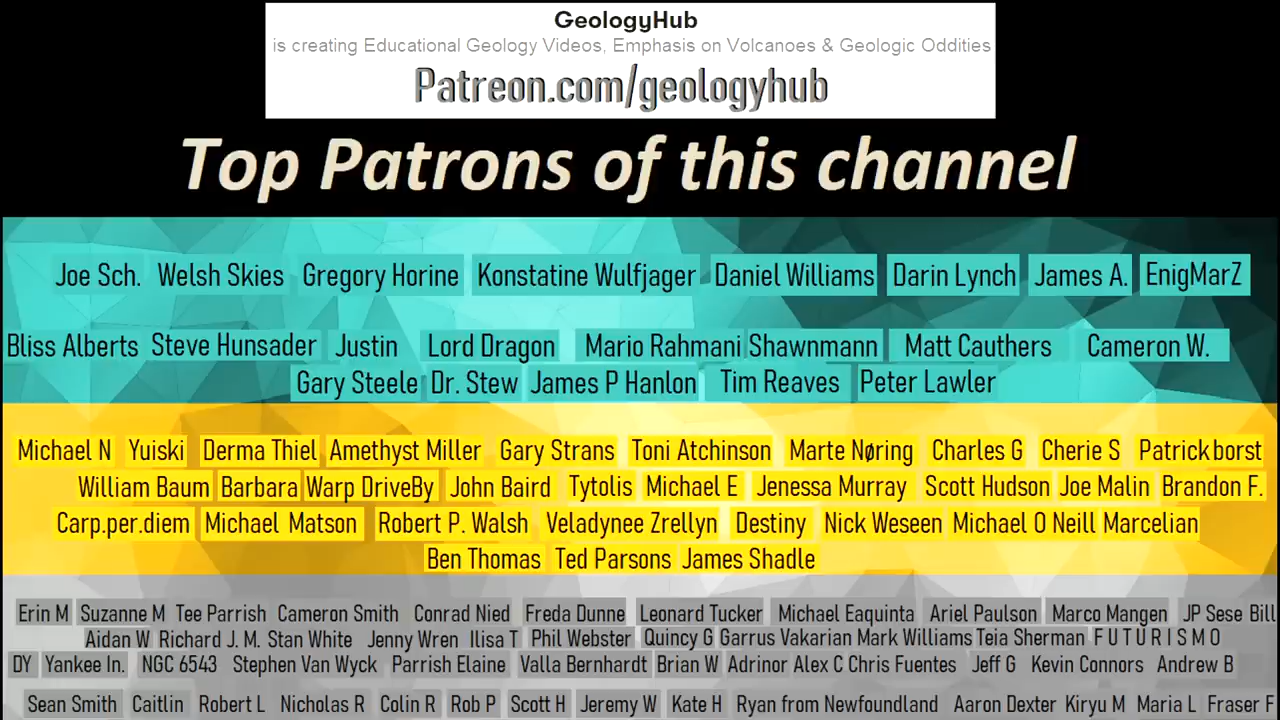 GeologyHub
is creating Educational Geology Videos, Emphasis on Volcanoes & Geologic Oddities
Patreon.com/geologyhub
Top Patrons of this channel
Joe Sch. Welsh Skies Gregory Horine Konstatine Wulfjager Daniel Williams Darin Lynch James A. EnigMarZ
Bliss Alberts Steve Hunsader Justin Lord Dragon Mario Rahmani Shawnmann Matt Cauthers Cameron W.
Gary Steele Dr. Stew James P Hanlon Tim Reaves Peter Lawler
Michael N Yuiski Derma Thiel Amethyst Miller Gary Strans Toni Atchinson Marte Nøring Charles G Cherie S Patrick borst
William Baum Barbara Warp DriveBy John Baird Tytolis Michael E Jenessa Murray Scott Hudson Joe Malin Brandon F.
Carp.per.diem Michael Matson Robert P. Walsh Veladynee Zrellyn Destiny Nick Weseen Michael O Neill Marcelian
Ben Thomas Ted Parsons James Shadle
Erin M Suzanne M Tee Parrish Cameron Smith Conrad Nied Freda Dunne Leonard Tucker Michael Eaquinta Ariel Paulson Marco Mangen JP Sese Bill
Aidan W Richard J. M. Stan White Jenny Wren Ilisa T Phil Webster Quincy G Garrus Vakarian Mark Williams Teia Sherman F U T U R I S M O
DY Yankee In. NGC 6543 Stephen Van Wyck Parrish Elaine Valla Bernhardt Brian W Adrinor Alex C Chris Fuentes Jeff G Kevin Connors Andrew B
Sean Smith Caitlin Robert L Nicholas R Colin R Rob P Scott H Jeremy W Kate H Ryan from Newfoundland Aaron Dexter Kiryu M Maria L Fraser F